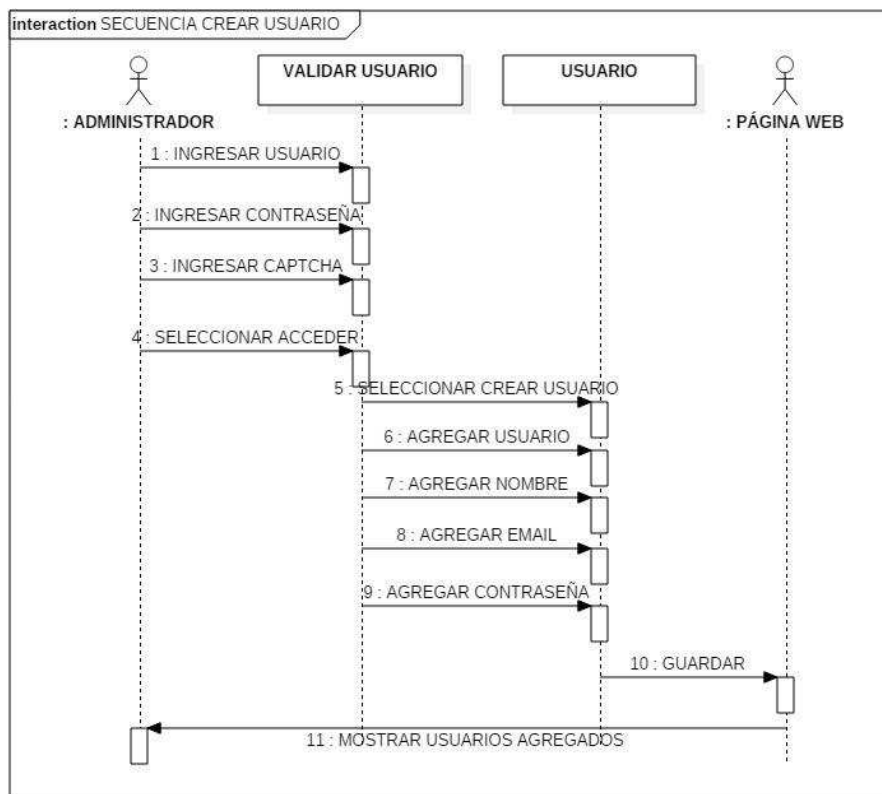 interaction SECUENCIA CREAR USUARIO
VALIDAR USUARIO
USUARIO
: ADMINISTRADOR
: PÁGINA WEB
1 : INGRESAR USUARIO
2 : INGRESAR CONTRASEÑA
3 : INGRESAR CAPTCHA
4 : SELECCIONAR ACCEDER
5 : SELECCIONAR CREAR USUARIO
6 : AGREGAR USUARIO
7 : AGREGAR NOMBRE
8 : AGREGAR EMAIL
9 : AGREGAR CONTRASEÑA
10 : GUARDAR
11 : MOSTRAR USUARIOS AGREGADOS